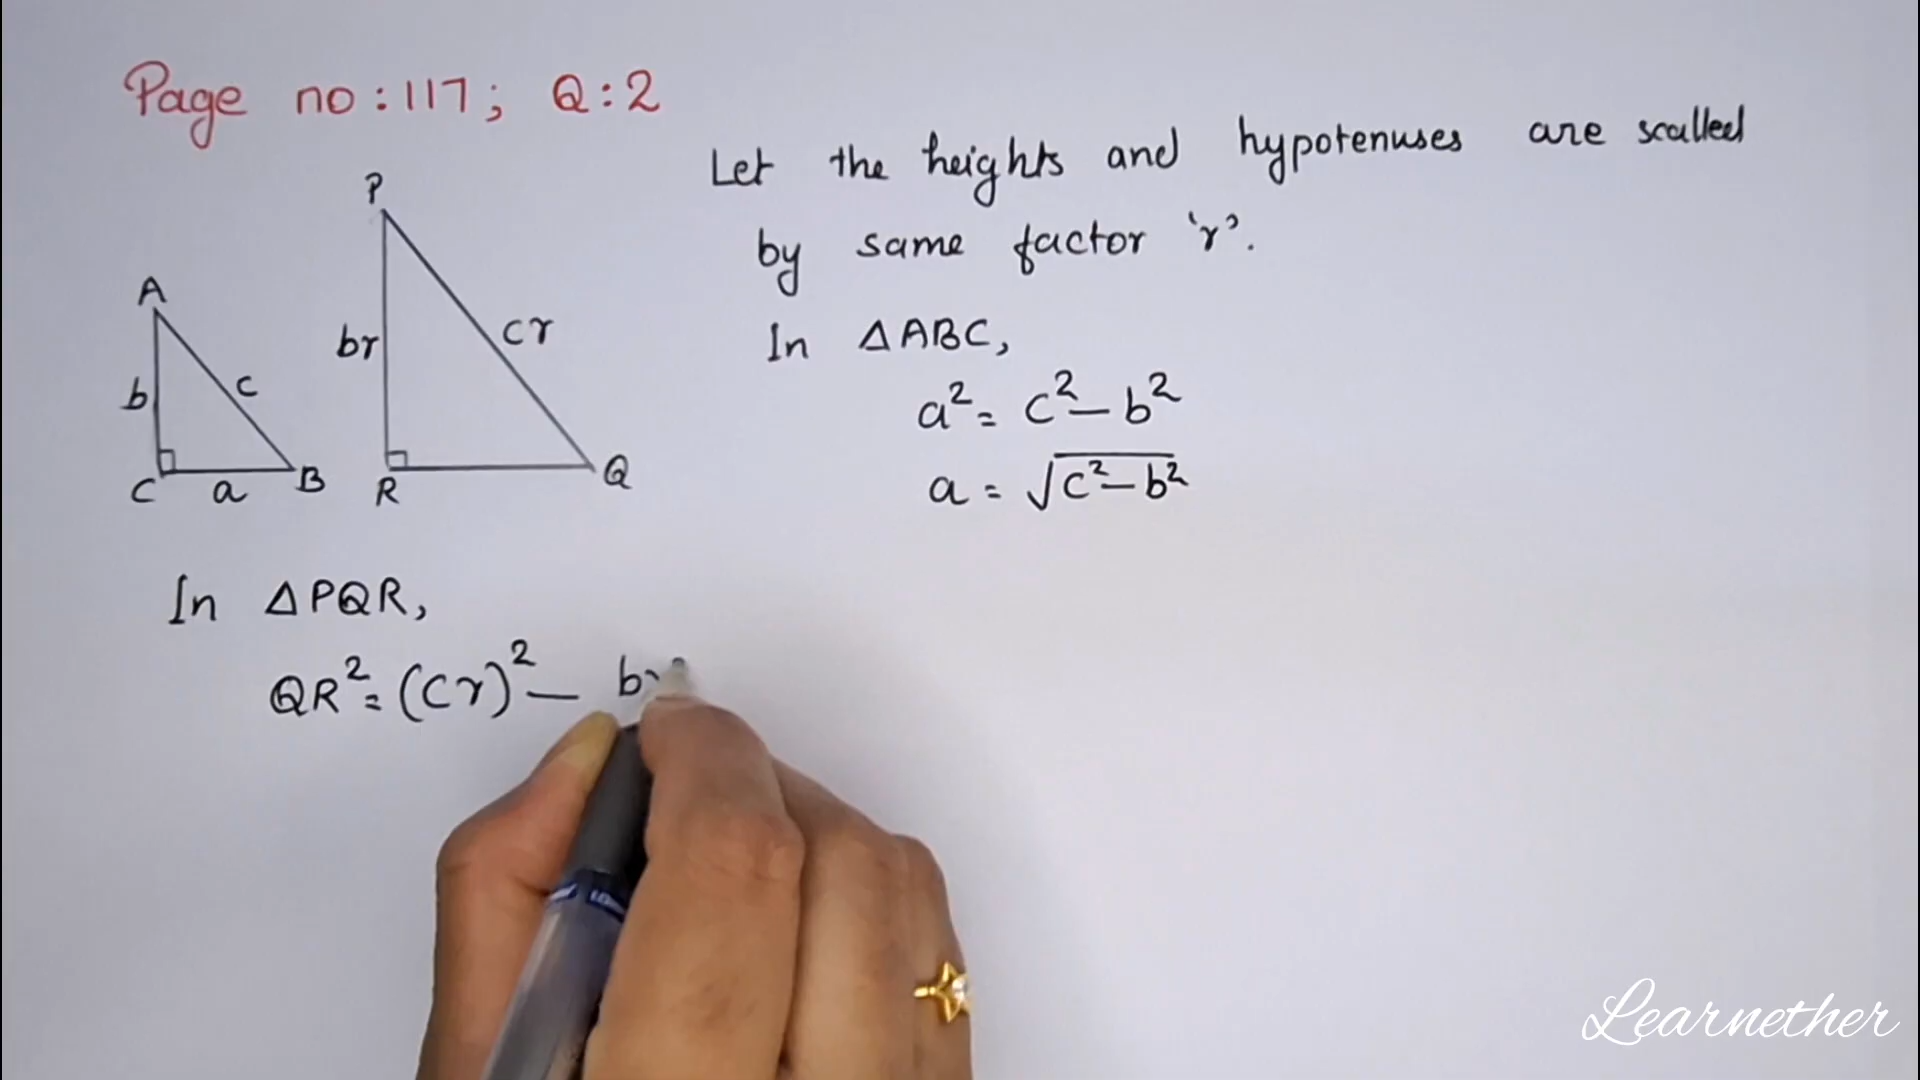 Page no : 117 ; Q : 2
Let the heights and hypotenuses are scalled
by same factor 'r'.
A
b
c
C
a
B
P
br
cr
R
Q
In ΔABC,
a² = c² – b²
a = √c² – b²
In ΔPQR,
QR² = (cr)² – b
Learnether